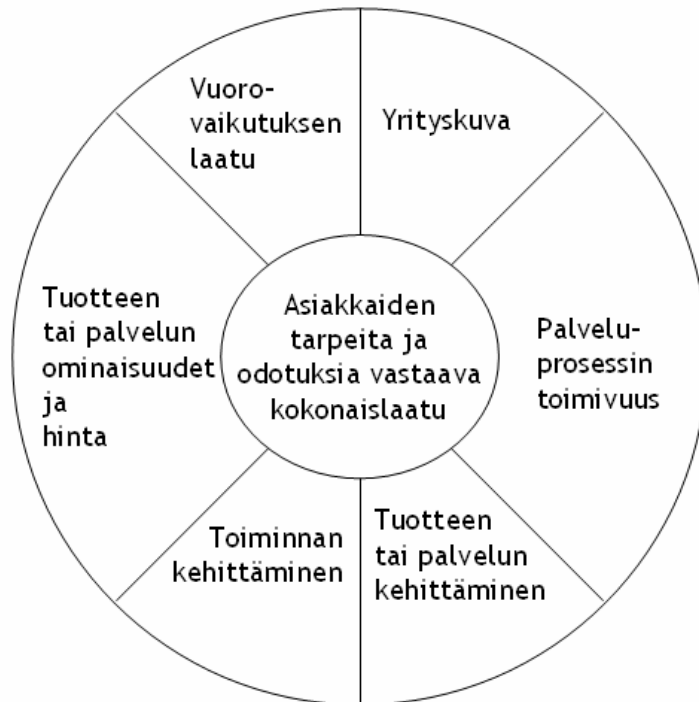 Vuoro-
vaikutuksen
laatu
Yrityskuva
Tuotteen
tai palvelun
ominaisuudet
ja
hinta
Asiakkaiden
tarpeita ja
odotuksia vastaava
kokonaislaatu
Palvelu-
prosessin
toimivuus
Toiminnan
kehittäminen
Tuotteen
tai palvelun
kehittäminen